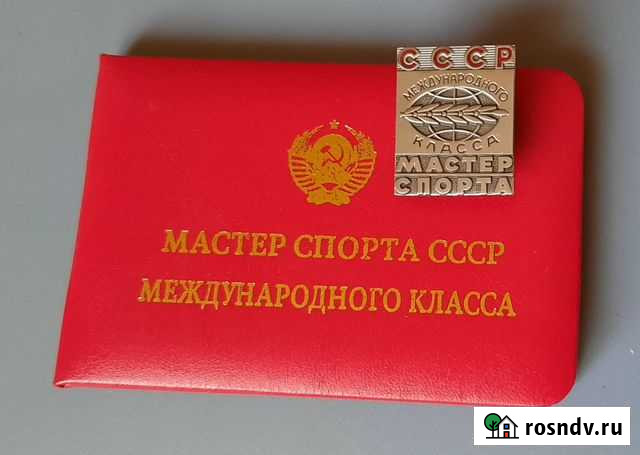 СССР
МЕЖДУНАРОДНОГО
КЛАССА
МАСТЕР
СПОРТА
МАСТЕР СПОРТА СССР
МЕЖДУНАРОДНОГО КЛАССА
rosndv.ru